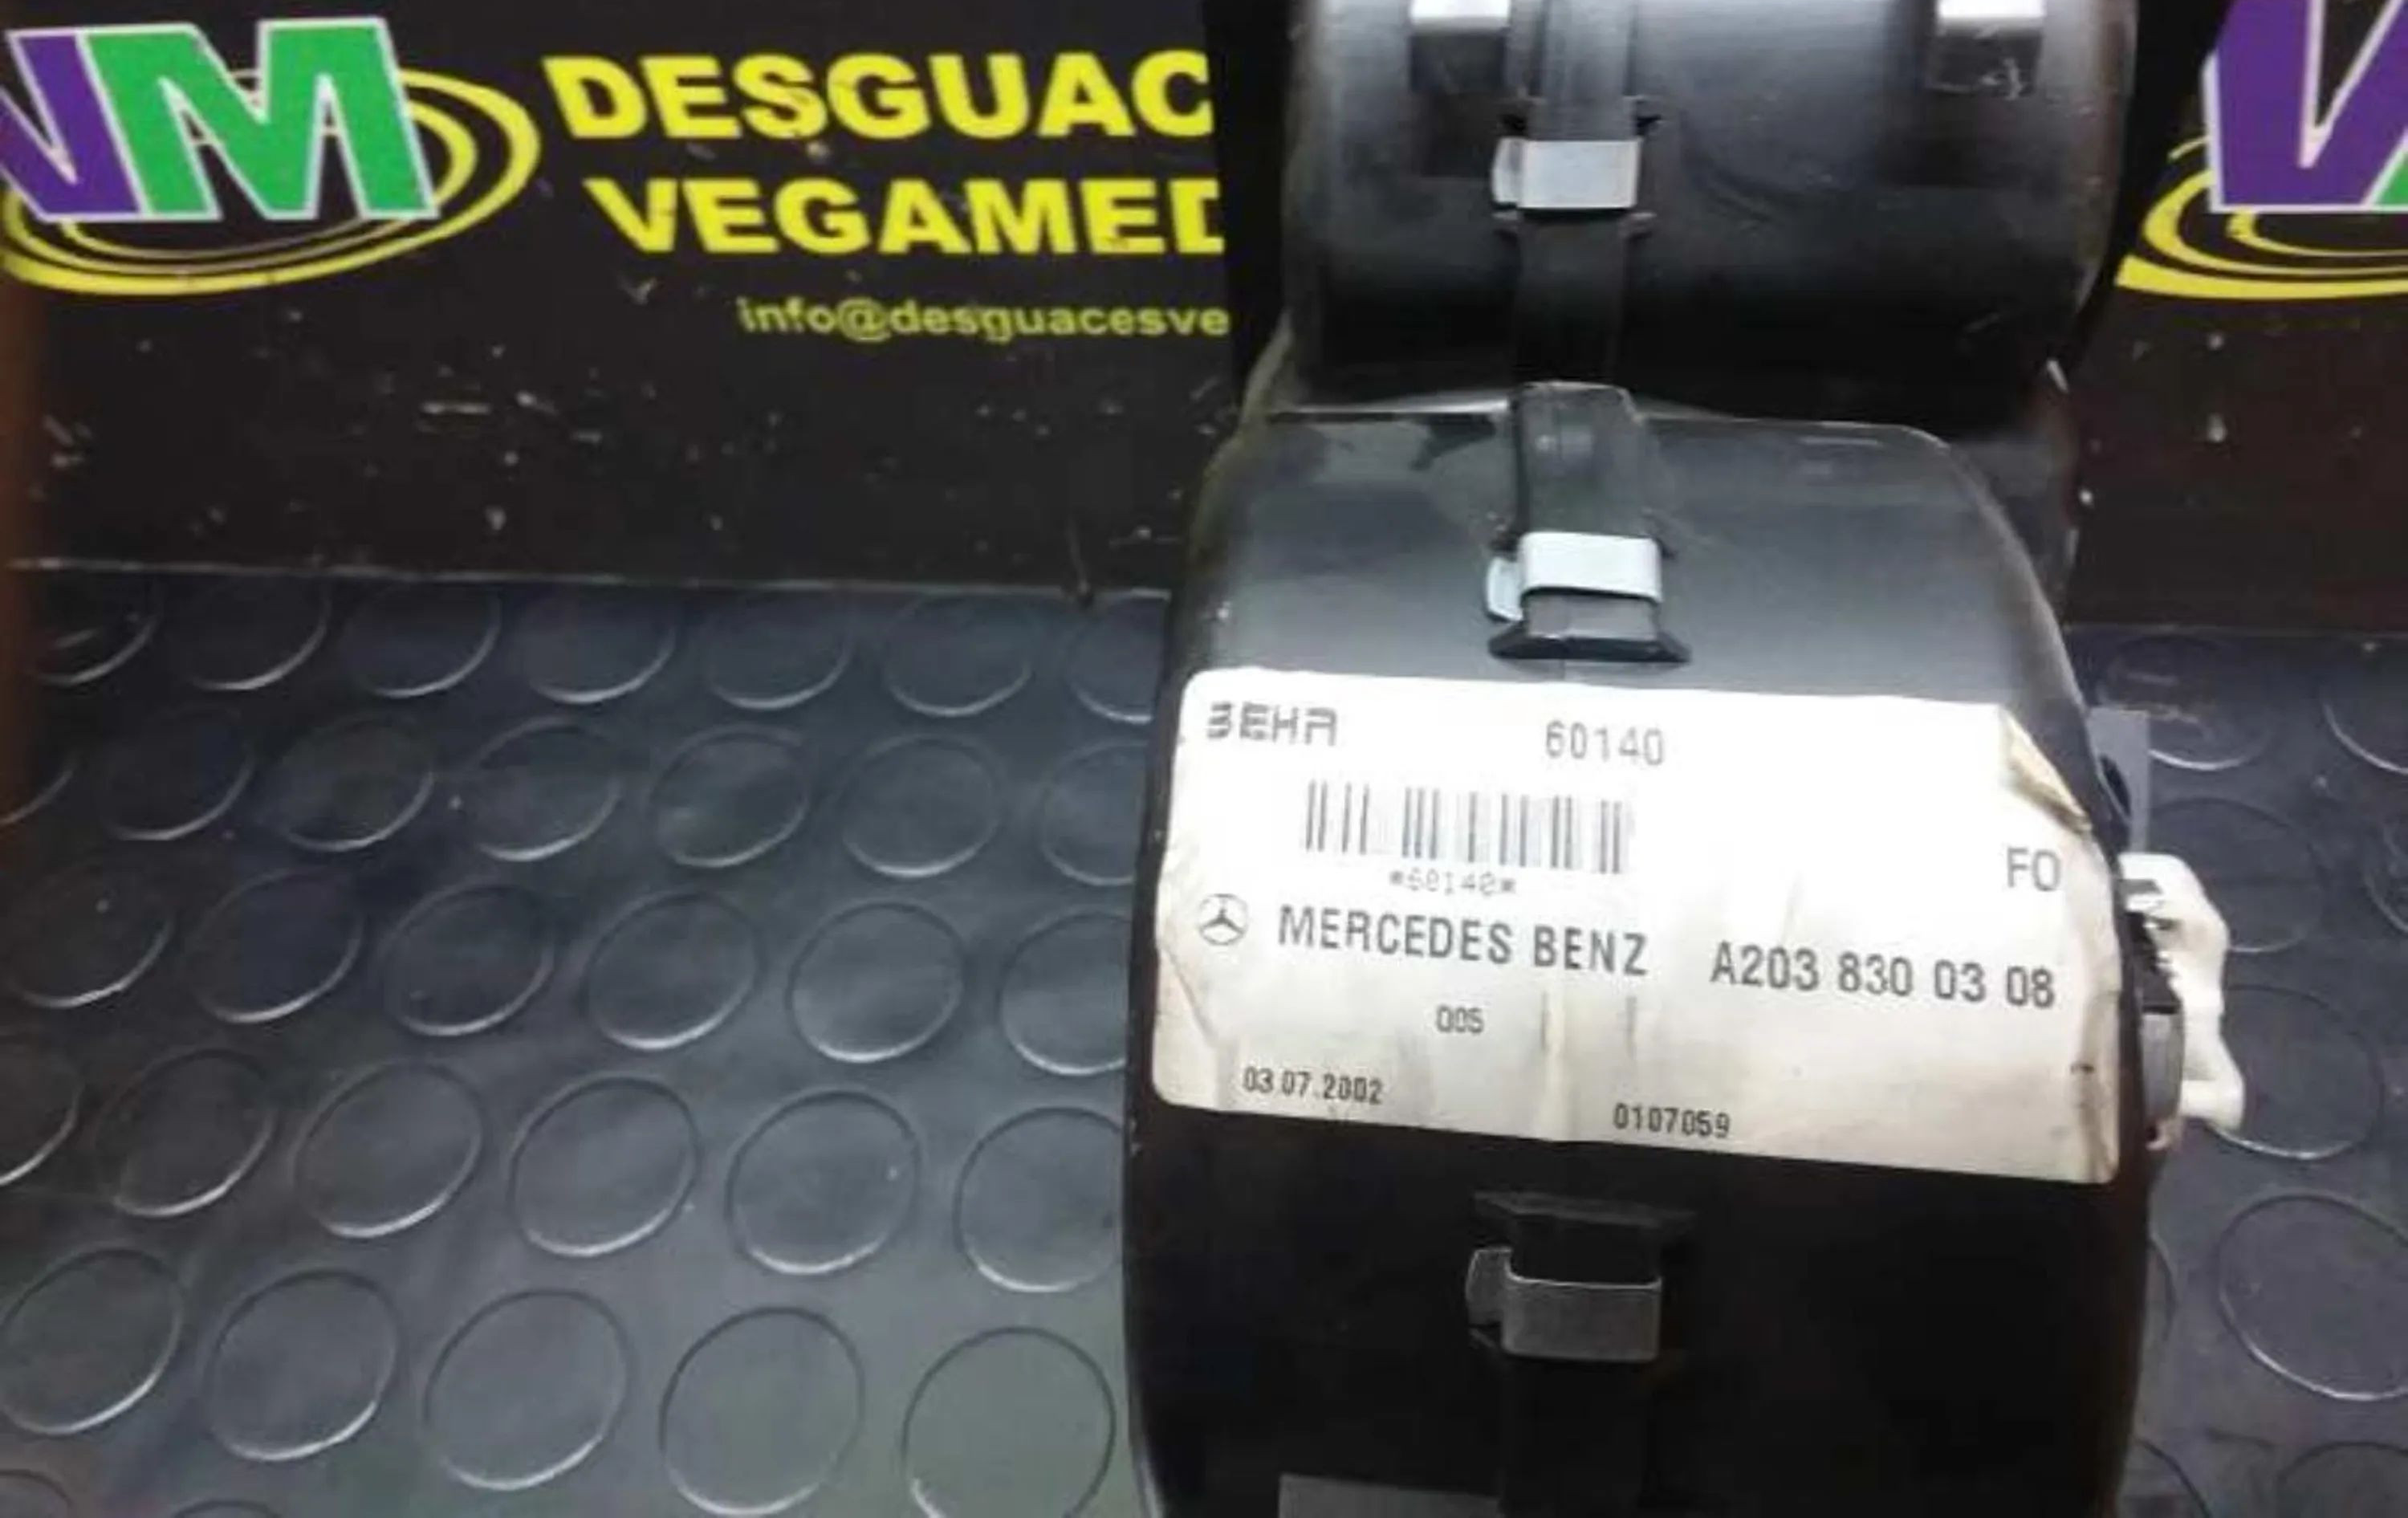 VM
DESGUAC
VEGAMED
info@desguacesve
BEHR
60140
*60140*
FO
MERCEDES BENZ A203 830 03 08
005
03.07.2002
0107059
V